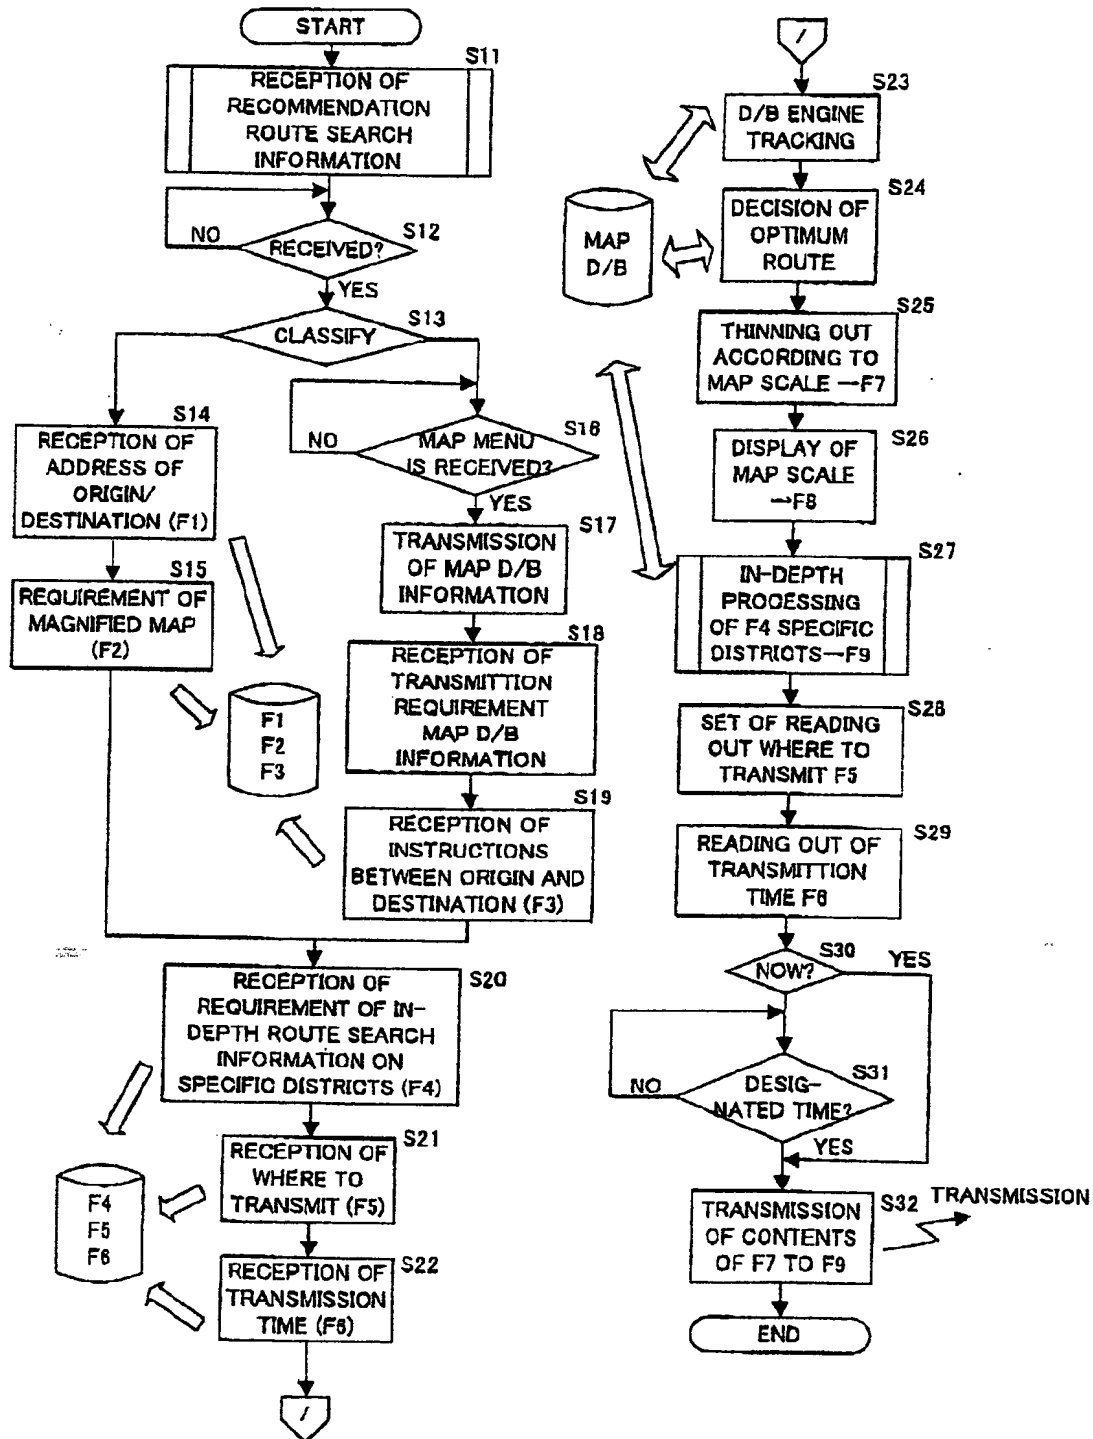 START
S11
RECEPTION OF
RECOMMENDATION
ROUTE SEARCH
INFORMATION
S12
RECEIVED?
NO
YES
S13
CLASSIFY
S14
RECEPTION OF
ADDRESS OF
ORIGIN/
DESTINATION (F1)
S15
REQUIREMENT OF
MAGNIFIED MAP
(F2)
S16
MAP MENU
IS RECEIVED?
NO
YES
S17
TRANSMISSION
OF MAP D/B
INFORMATION
S18
RECEPTION OF
TRANSMITTION
REQUIREMENT
MAP D/B
INFORMATION
F1
F2
F3
S19
RECEPTION OF
INSTRUCTIONS
BETWEEN ORIGIN AND
DESTINATION (F3)
S20
RECEPTION OF
REQUIREMENT OF IN-
DEPTH ROUTE SEARCH
INFORMATION ON
SPECIFIC DISTRICTS (F4)
S21
RECEPTION OF
WHERE TO
TRANSMIT (F5)
F4
F5
F6
S22
RECEPTION OF
TRANSMISSION
TIME (F6)
/
/
S23
D/B ENGINE
TRACKING
MAP
D/B
S24
DECISION OF
OPTIMUM
ROUTE
S25
THINNING OUT
ACCORDING TO
MAP SCALE →F7
S26
DISPLAY OF
MAP SCALE
→F8
S27
IN-DEPTH
PROCESSING
OF F4 SPECIFIC
DISTRICTS→F9
S28
SET OF READING
OUT WHERE TO
TRANSMIT F5
S29
READING OUT OF
TRANSMITTION
TIME F6
S30
NOW?
YES
S31
DESIG-
NATED TIME?
NO
YES
S32
TRANSMISSION
OF CONTENTS
OF F7 TO F9
TRANSMISSION
END